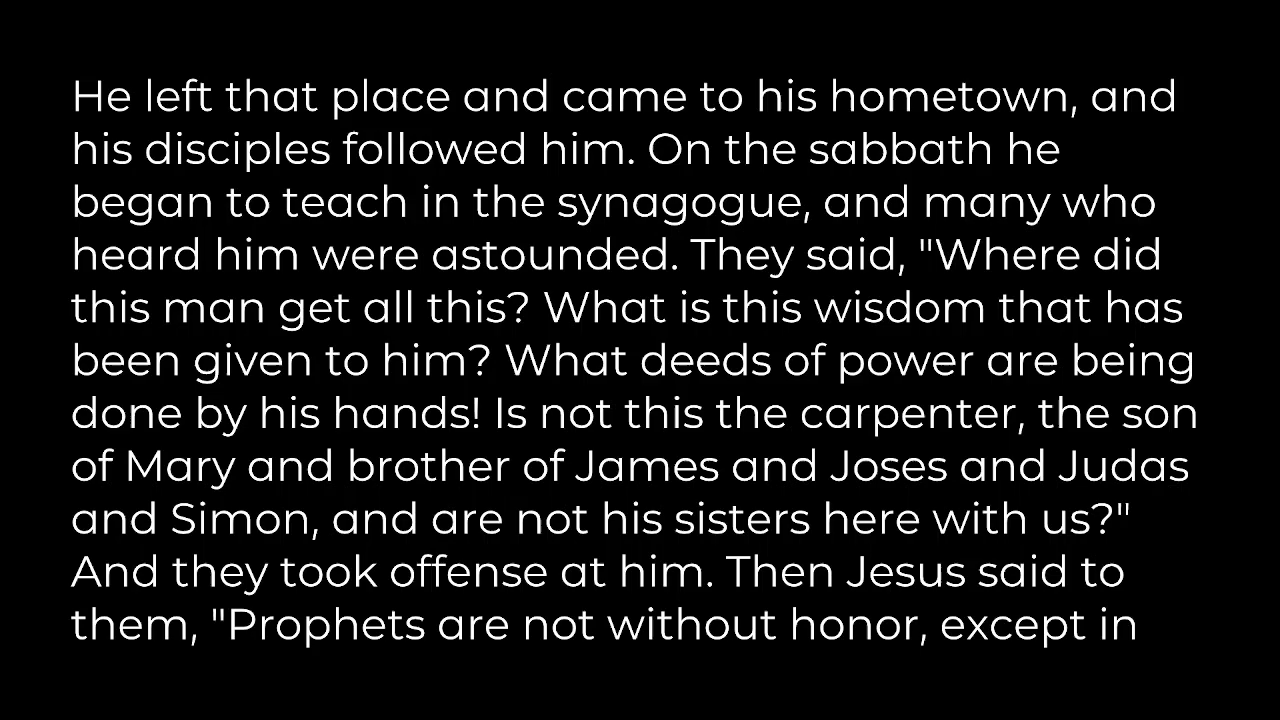 He left that place and came to his hometown, and
his disciples followed him. On the sabbath he
began to teach in the synagogue, and many who
heard him were astounded. They said, "Where did
this man get all this? What is this wisdom that has
been given to him? What deeds of power are being
done by his hands! Is not this the carpenter, the son
of Mary and brother of James and Joses and Judas
and Simon, and are not his sisters here with us?"
And they took offense at him. Then Jesus said to
them, "Prophets are not without honor, except in